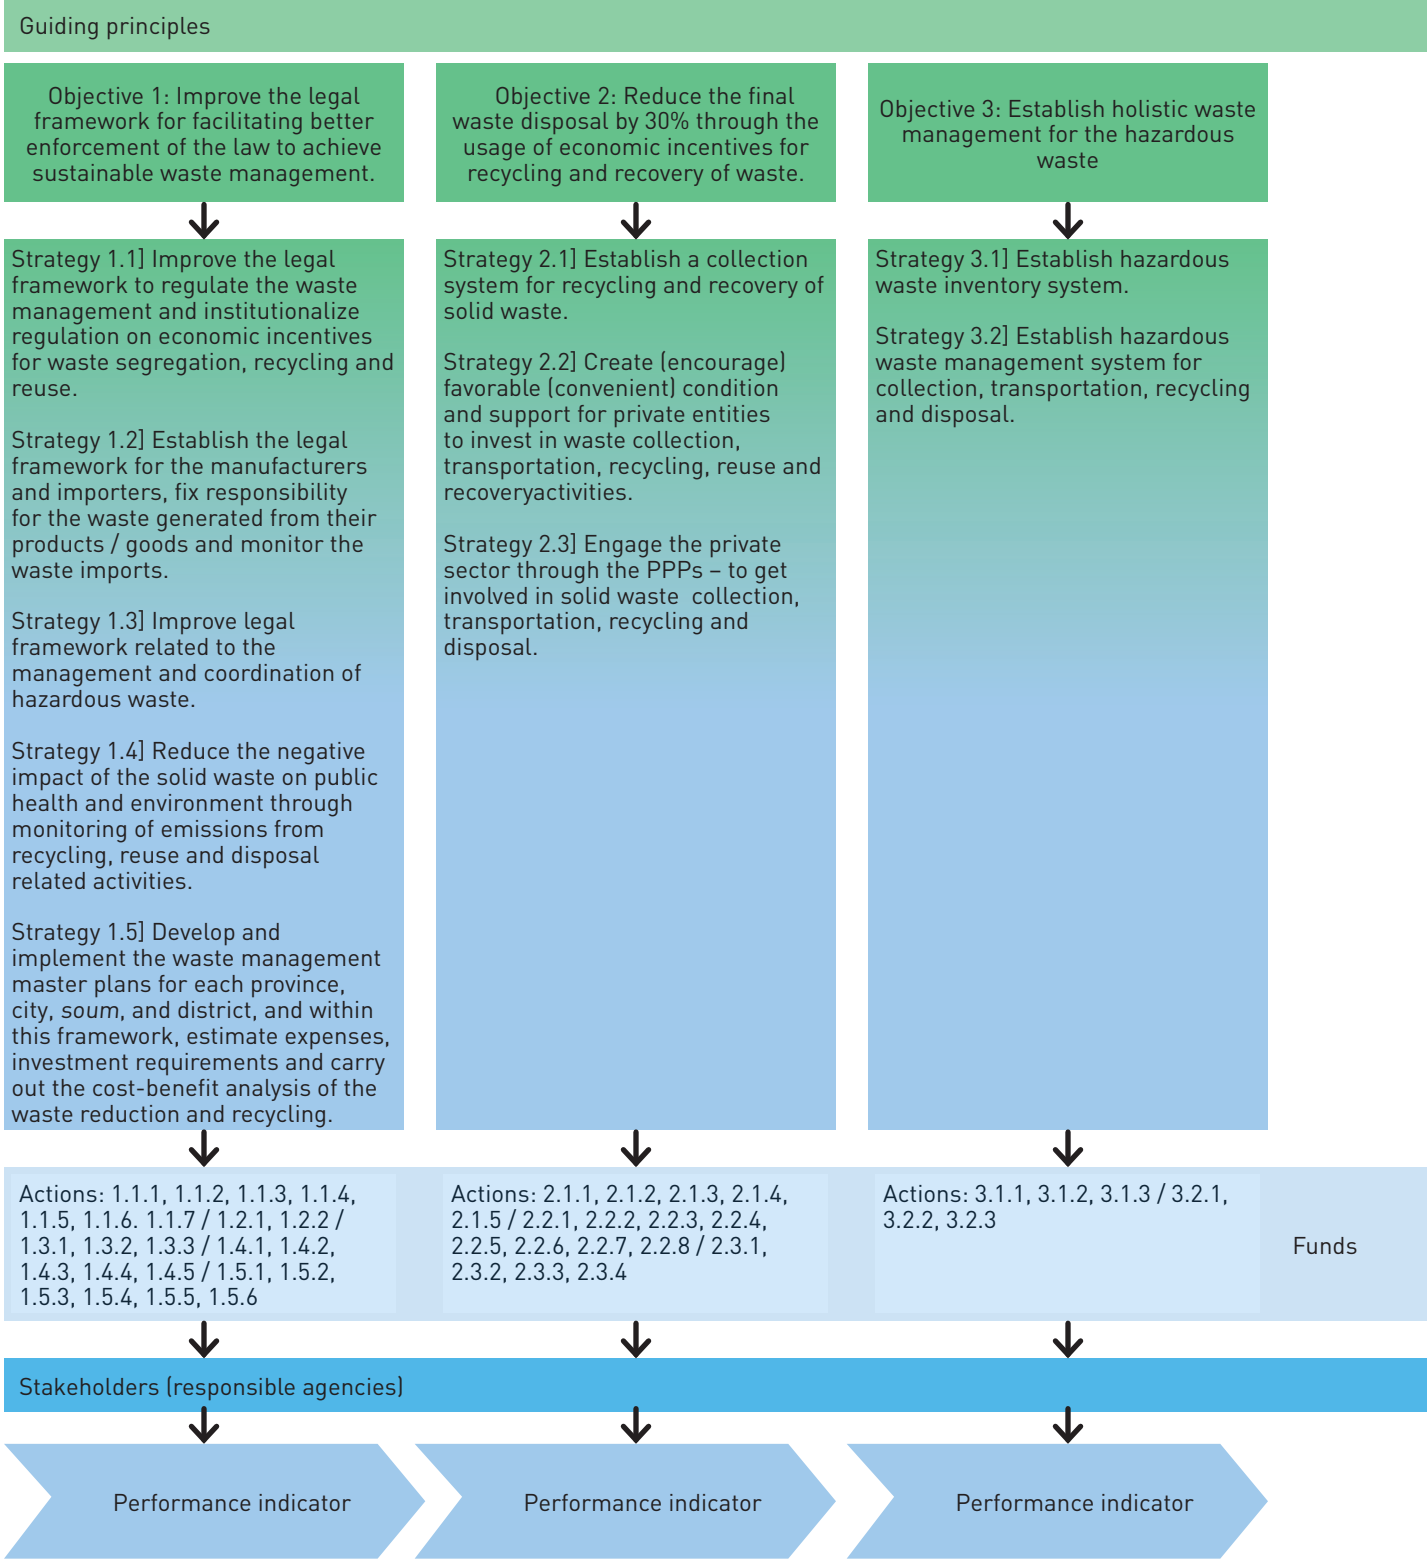 Guiding principles
Objective 1: Improve the legal
framework for facilitating better
enforcement of the law to achieve
sustainable waste management.
Objective 2: Reduce the final
waste disposal by 30% through the
usage of economic incentives for
recycling and recovery of waste.
Objective 3: Establish holistic waste
management for the hazardous
waste
Strategy 1.1] Improve the legal
framework to regulate the waste
management and institutionalize
regulation on economic incentives
for waste segregation, recycling and
reuse.
Strategy 1.2] Establish the legal
framework for the manufacturers
and importers, fix responsibility
for the waste generated from their
products / goods and monitor the
waste imports.
Strategy 1.3] Improve legal
framework related to the
management and coordination of
hazardous waste.
Strategy 1.4] Reduce the negative
impact of the solid waste on public
health and environment through
monitoring of emissions from
recycling, reuse and disposal
related activities.
Strategy 1.5] Develop and
implement the waste management
master plans for each province,
city, soum, and district, and within
this framework, estimate expenses,
investment requirements and carry
out the cost-benefit analysis of the
waste reduction and recycling.
Strategy 2.1] Establish a collection
system for recycling and recovery of
solid waste.
Strategy 2.2] Create (encourage)
favorable (convenient) condition
and support for private entities
to invest in waste collection,
transportation, recycling, reuse and
recoveryactivities.
Strategy 2.3] Engage the private
sector through the PPPs – to get
involved in solid waste collection,
transportation, recycling and
disposal.
Strategy 3.1] Establish hazardous
waste inventory system.
Strategy 3.2] Establish hazardous
waste management system for
collection, transportation, recycling
and disposal.
Actions: 1.1.1, 1.1.2, 1.1.3, 1.1.4,
1.1.5, 1.1.6. 1.1.7 / 1.2.1, 1.2.2 /
1.3.1, 1.3.2, 1.3.3 / 1.4.1, 1.4.2,
1.4.3, 1.4.4, 1.4.5 / 1.5.1, 1.5.2,
1.5.3, 1.5.4, 1.5.5, 1.5.6
Actions: 2.1.1, 2.1.2, 2.1.3, 2.1.4,
2.1.5 / 2.2.1, 2.2.2, 2.2.3, 2.2.4,
2.2.5, 2.2.6, 2.2.7, 2.2.8 / 2.3.1,
2.3.2, 2.3.3, 2.3.4
Actions: 3.1.1, 3.1.2, 3.1.3 / 3.2.1,
3.2.2, 3.2.3
Funds
Stakeholders (responsible agencies)
Performance indicator
Performance indicator
Performance indicator